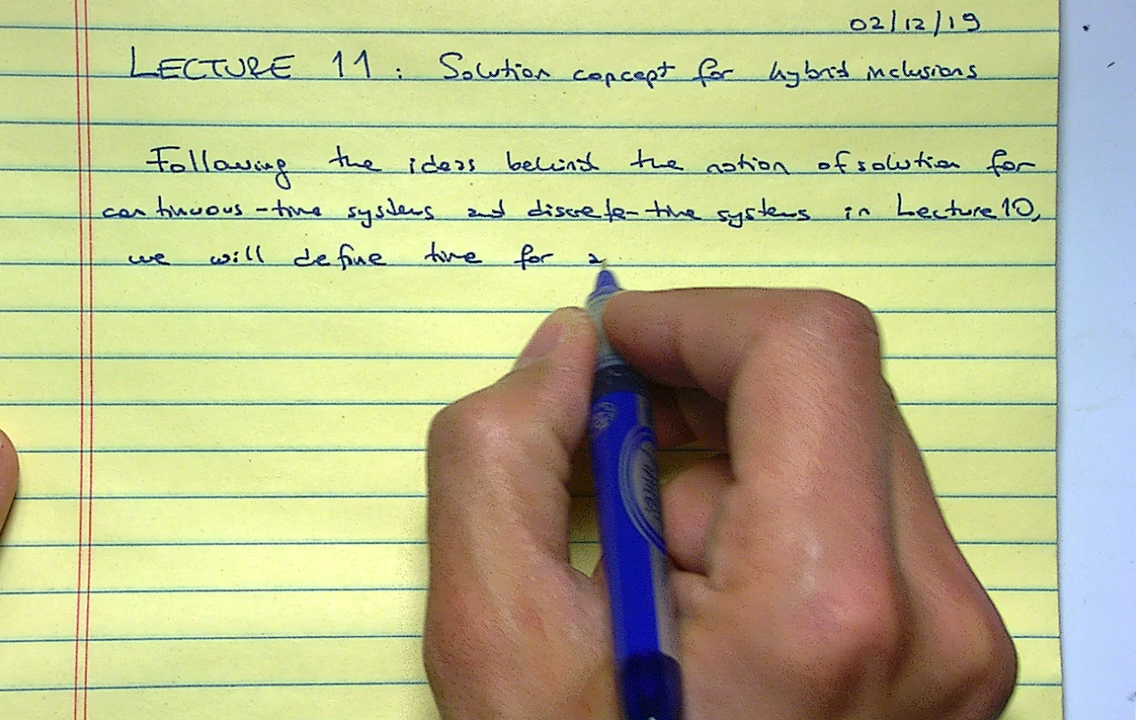 02/12/19
LECTURE 11: Solution concept for hybrid inclusions
Following the ideas behind the notion of solution for
continuous-time systems and discrete-time systems in Lecture 10,
we will define time for a